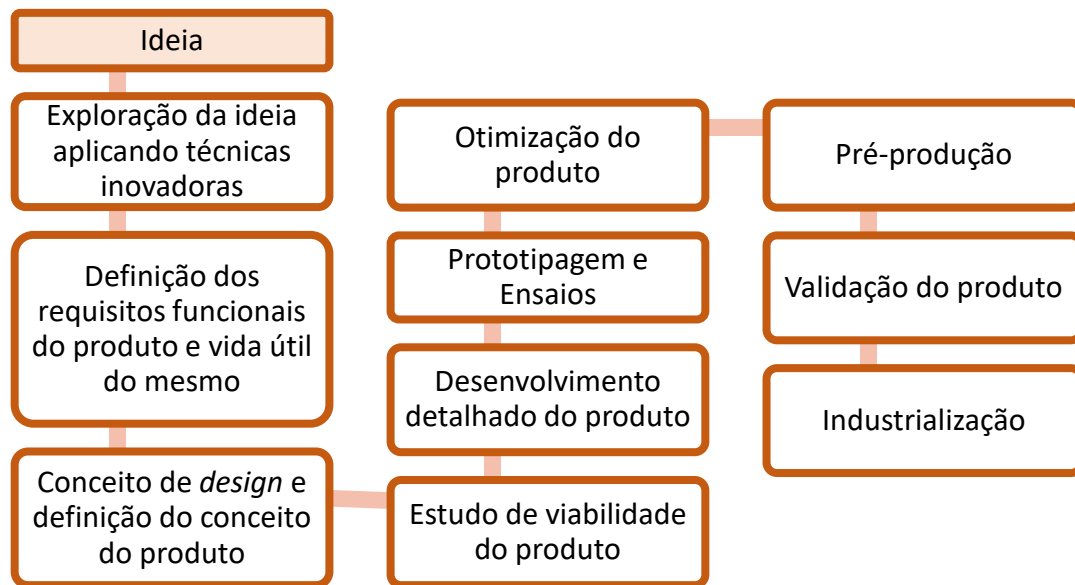 Ideia
Exploração da ideia
aplicando técnicas
inovadoras
Definição dos
requisitos funcionais
do produto e vida útil
do mesmo
Conceito de design e
definição do conceito
do produto
Estudo de viabilidade
do produto
Desenvolvimento
detalhado do produto
Prototipagem e
Ensaios
Otimização do
produto
Pré-produção
Validação do produto
Industrialização